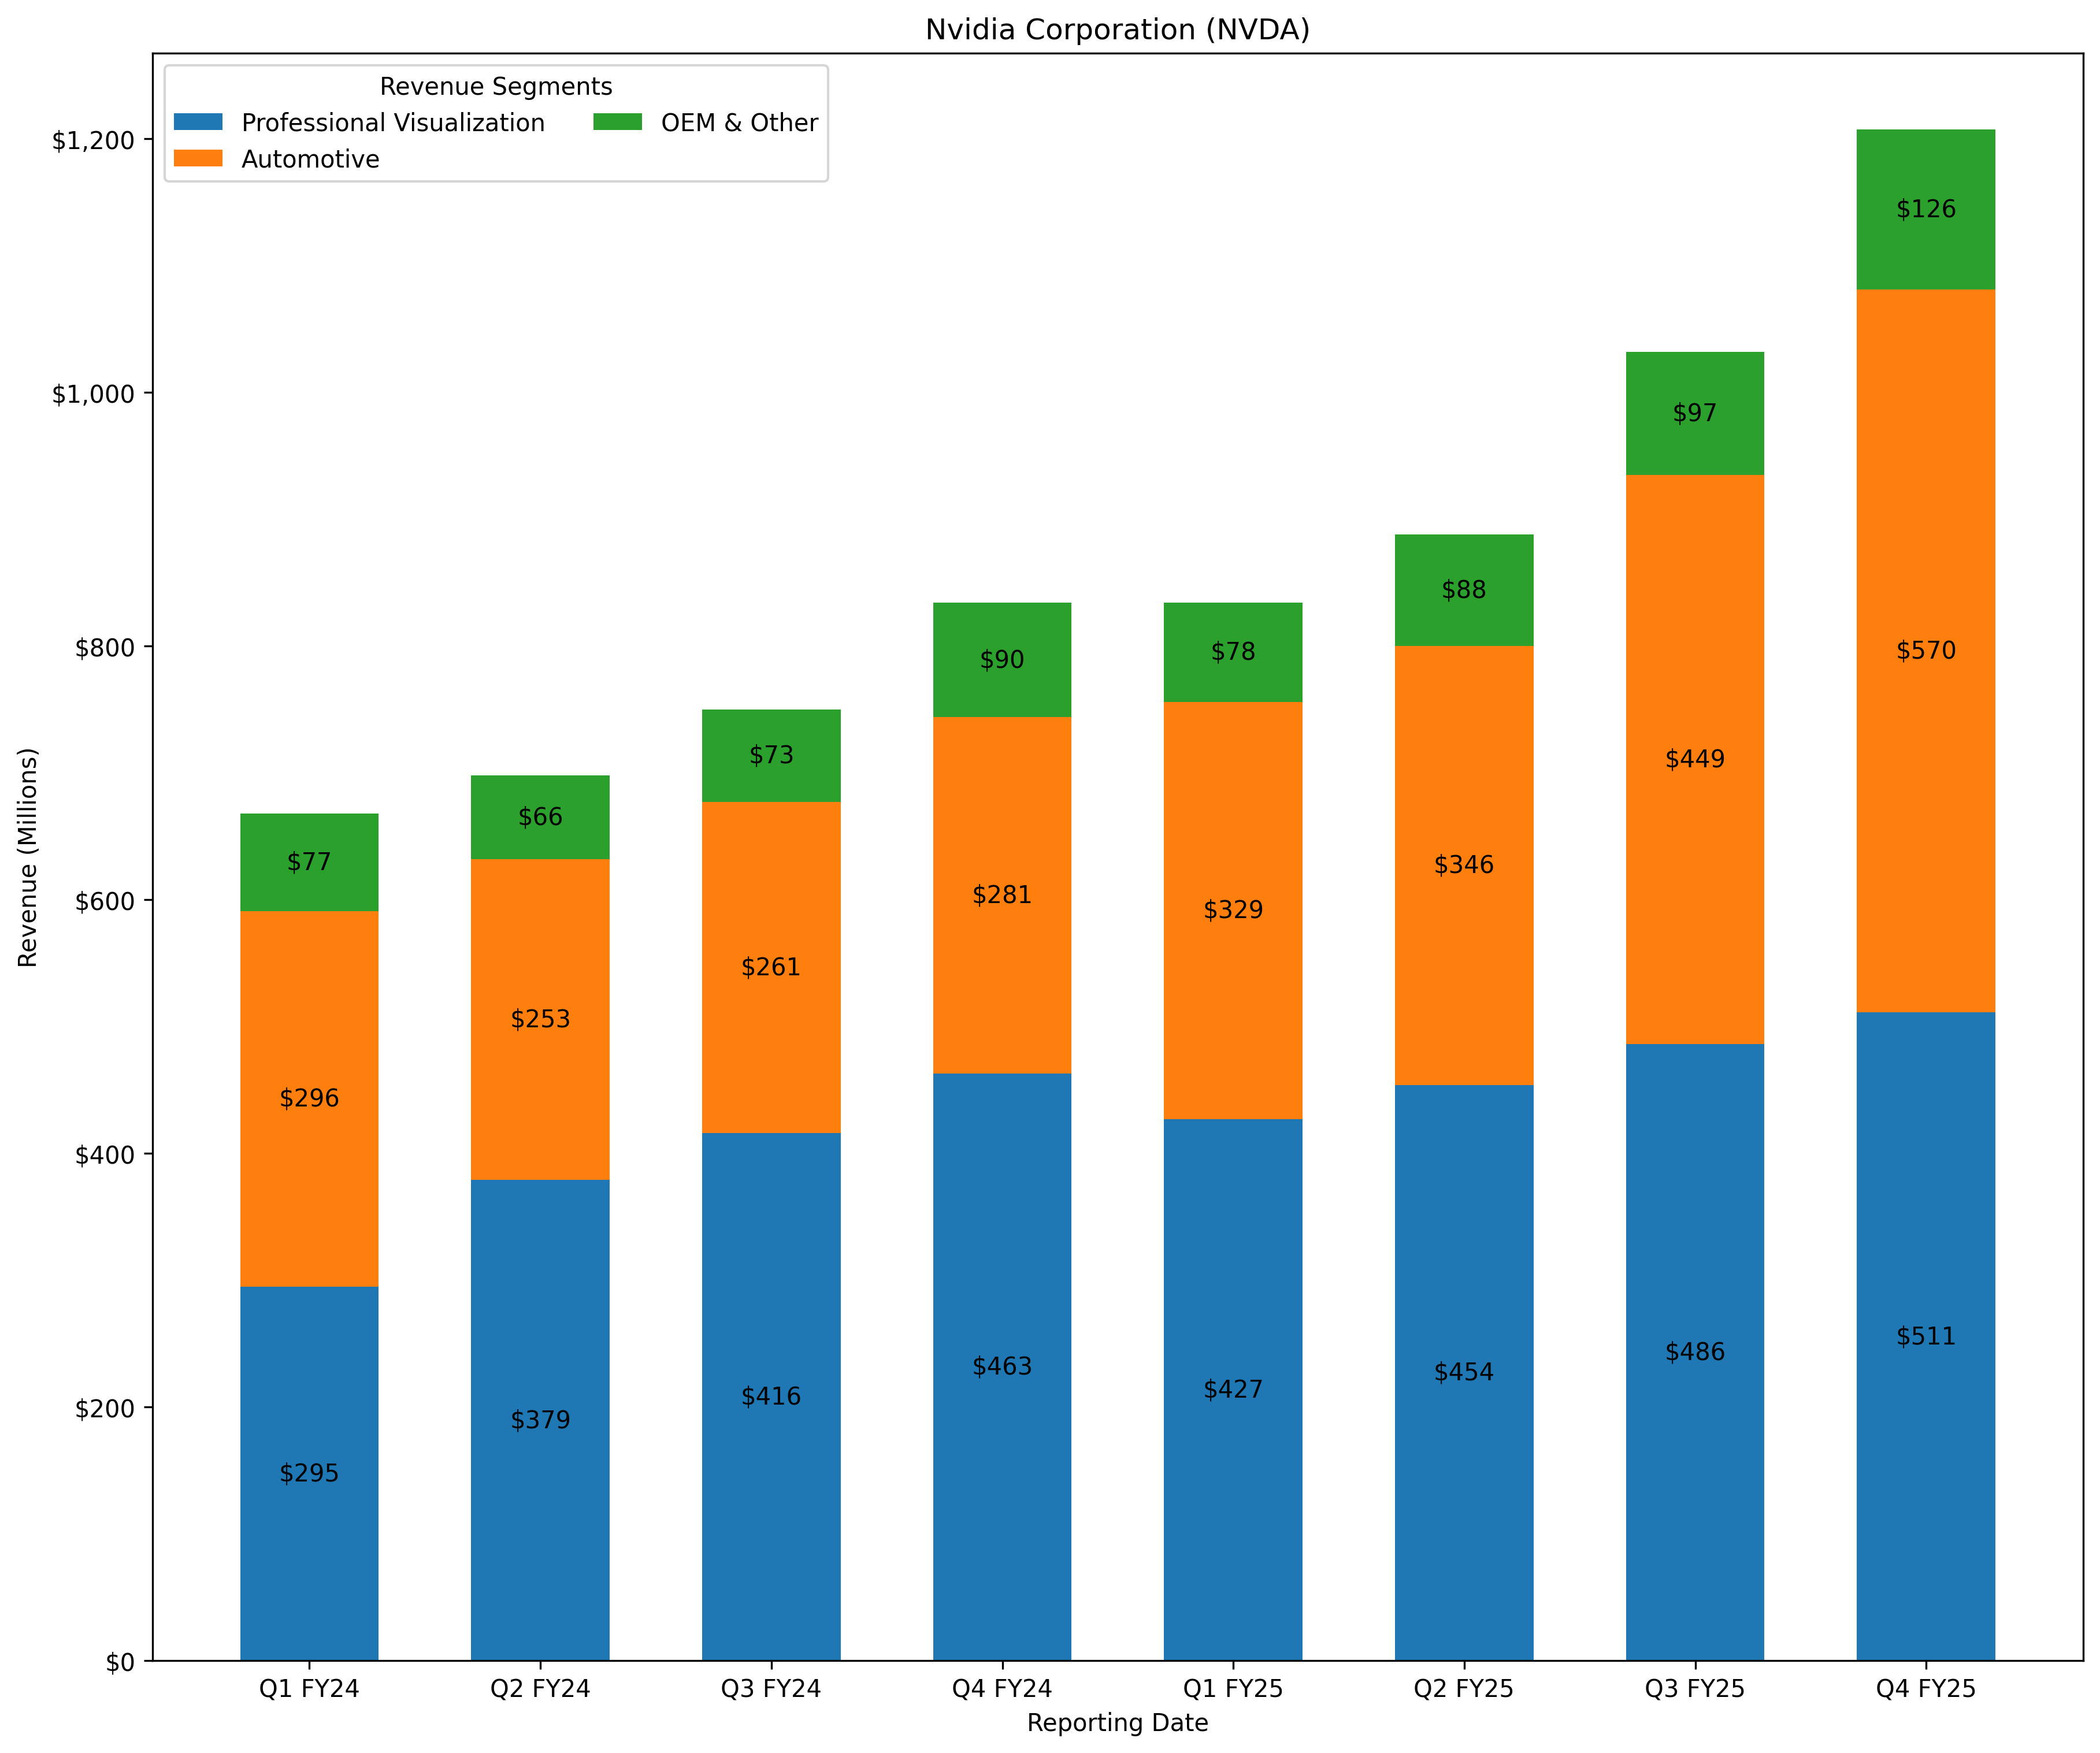 Nvidia Corporation (NVDA)
Revenue Segments
Professional Visualization
Automotive
OEM & Other
Revenue (Millions)
$1,200
$1,000
$800
$600
$400
$200
$0
$77
$296
$295
$66
$253
$379
$73
$261
$416
$90
$281
$463
$78
$329
$427
$88
$346
$454
$97
$449
$486
$126
$570
$511
Q1 FY24
Q2 FY24
Q3 FY24
Q4 FY24
Q1 FY25
Q2 FY25
Q3 FY25
Q4 FY25
Reporting Date